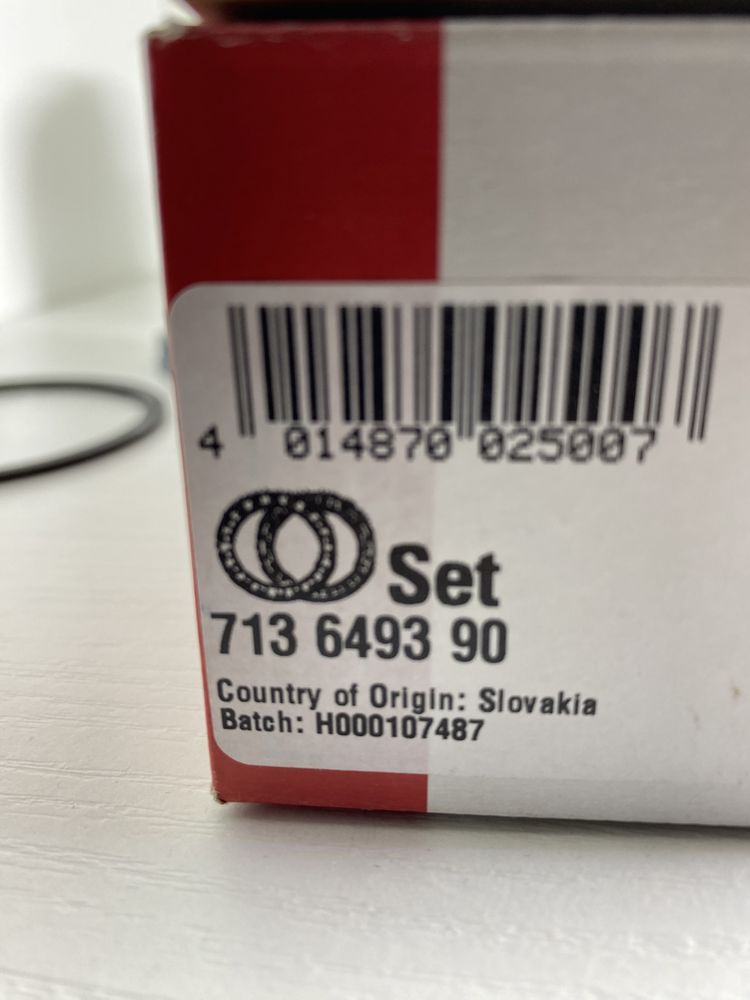 4 014870 025007
Set
713 6493 90
Country of Origin: Slovakia
Batch: H000107487